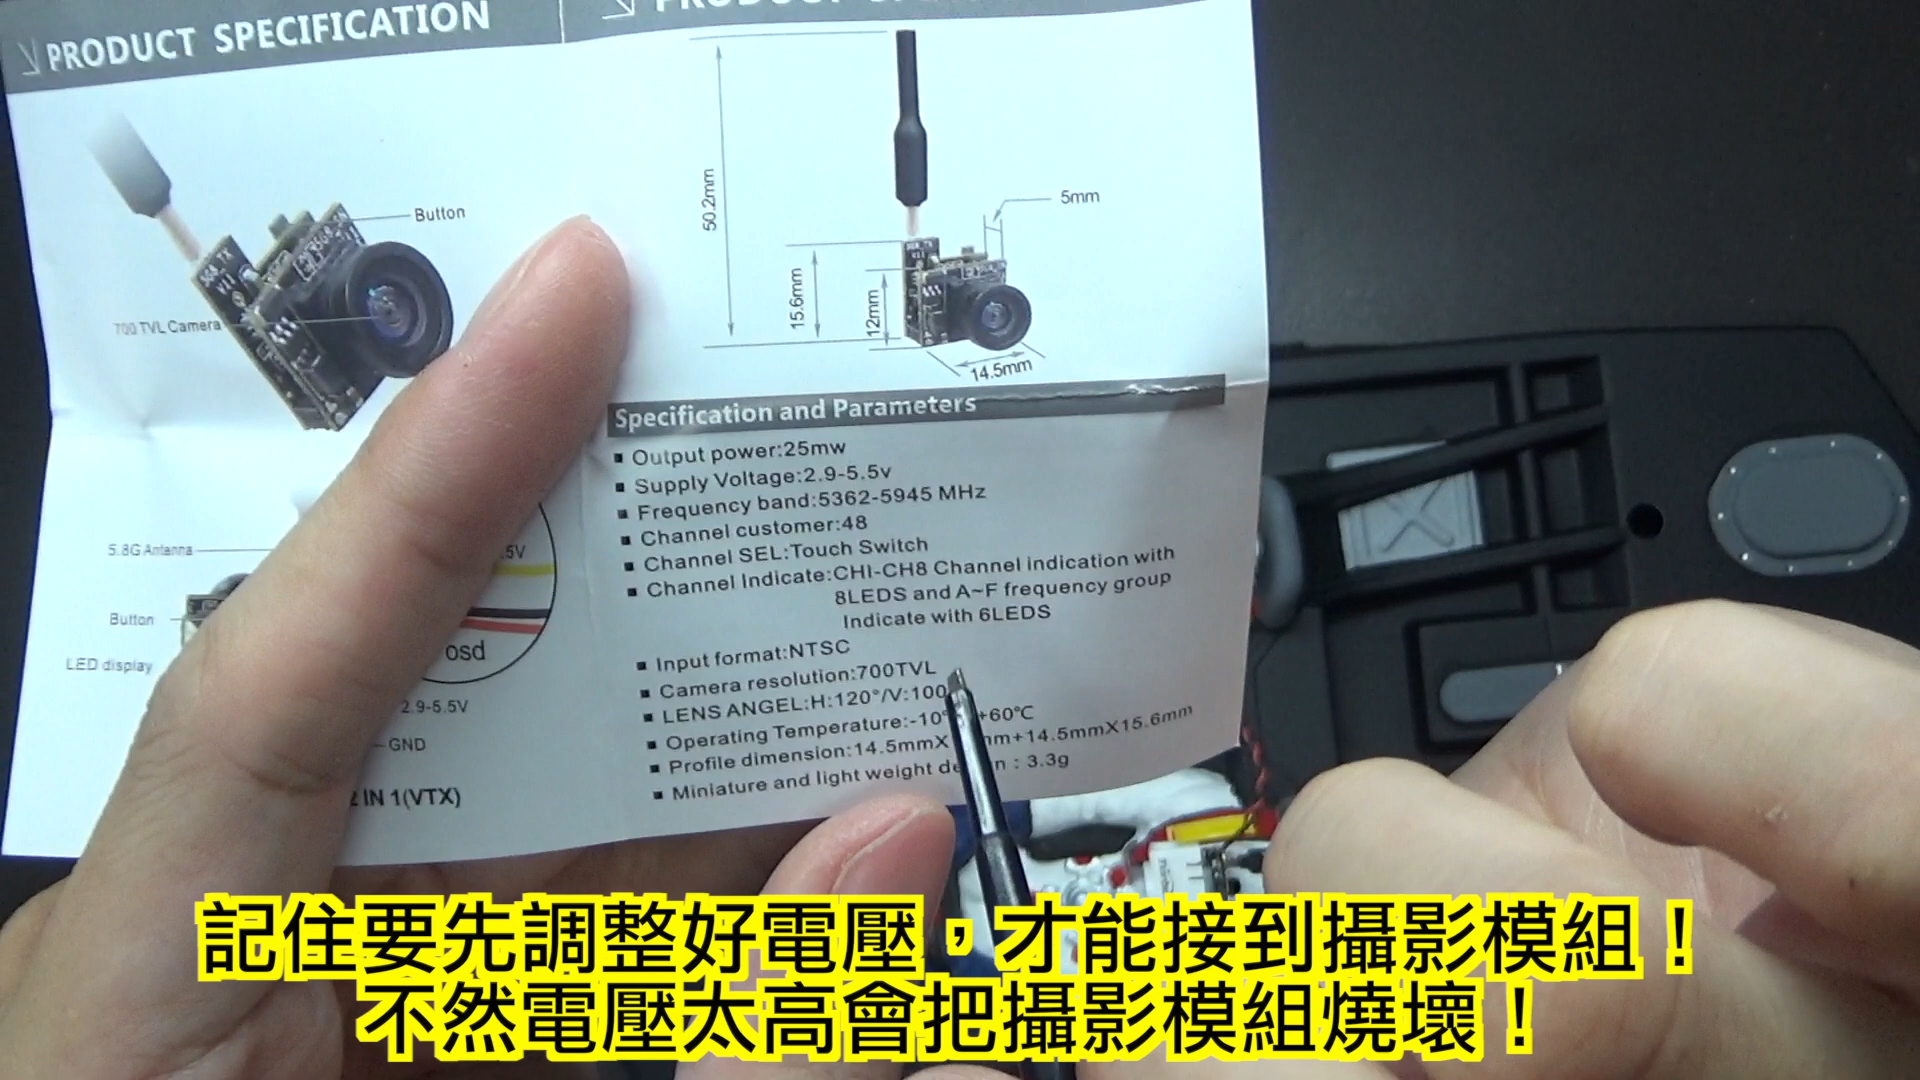 PRODUCT SPECIFICATION
Button
700 TVL Camera
5.8G Antenna
Button
LED display
.5V
osd
2.9-5.5V
GND
IN 1(VTX)
50.2mm
15.6mm
12mm
5mm
14.5mm
Specification and Parameters
Output power:25mw
Supply Voltage:2.9-5.5v
Frequency band:5362-5945 MHz
Channel customer:48
Channel SEL:Touch Switch
Channel Indicate:CHI-CH8 Channel indication with
8LEDS and A~F frequency group
Indicate with 6LEDS
Input format:NTSC
Camera resolution:700TVL
LENS ANGEL:H:120°/V:100
Operating Temperature:-10° +60℃
Profile dimension:14.5mmX mm+14.5mmX15.6mm
Miniature and light weight de n : 3.3g
記住要先調整好電壓，才能接到攝影模組！
不然電壓太高會把攝影模組燒壞！